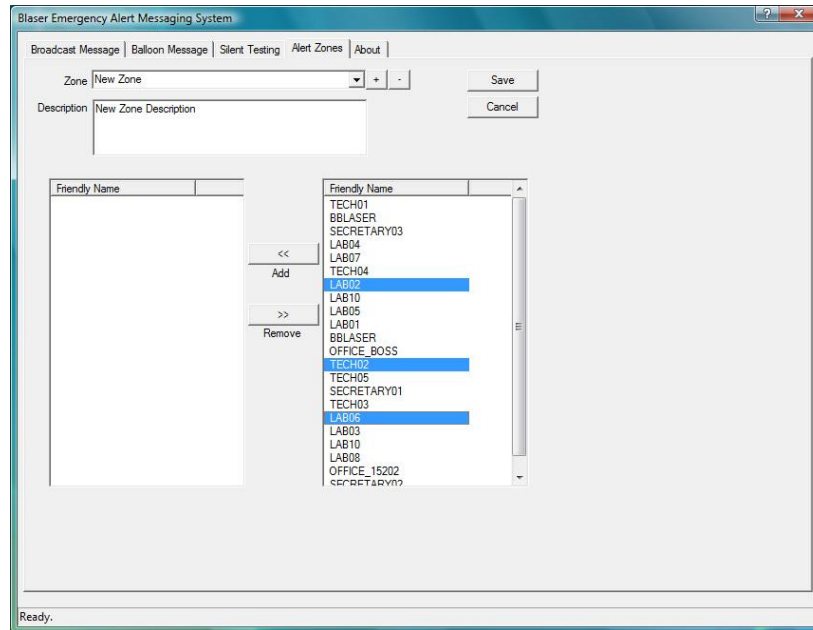 Blaser Emergency Alert Messaging System
Broadcast Message Balloon Message Silent Testing Alert Zones About
Zone New Zone + - Save
Description New Zone Description Cancel
Friendly Name
<<
Add
>>
Remove
Friendly Name
TECH01
BBLASER
SECRETARY03
LAB04
LAB07
TECH04
LAB02
LAB10
LAB05
LAB01
BBLASER
OFFICE_BOSS
TECH02
TECH05
SECRETARY01
TECH03
LAB06
LAB03
LAB10
LAB08
OFFICE_15202
SECRETARY02
Ready.